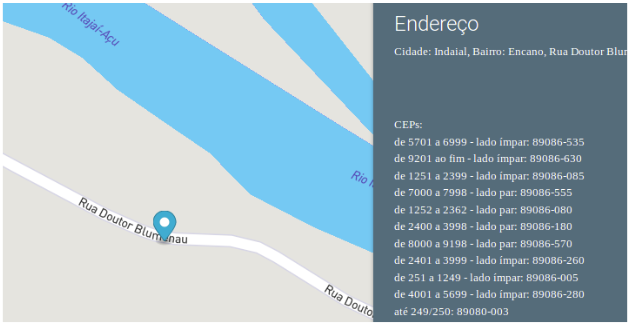 Rio Itajaí-Açu
Rua Doutor Blumenau
Rua Doutor
Endereço
Cidade: Indaial, Bairro: Encano, Rua Doutor
CEPs:
de 5701 a 6999 - lado ímpar: 89086-535
de 9201 ao fim - lado ímpar: 89086-630
de 1251 a 2399 - lado ímpar: 89086-085
de 7000 a 7998 - lado par: 89086-555
de 1252 a 2362 - lado par: 89086-080
de 2400 a 3998 - lado par: 89086-180
de 8000 a 9198 - lado par: 89086-570
de 2401 a 3999 - lado ímpar: 89086-260
de 251 a 1249 - lado ímpar: 89086-005
de 4001 a 5699 - lado ímpar: 89086-280
até 249/250: 89080-003